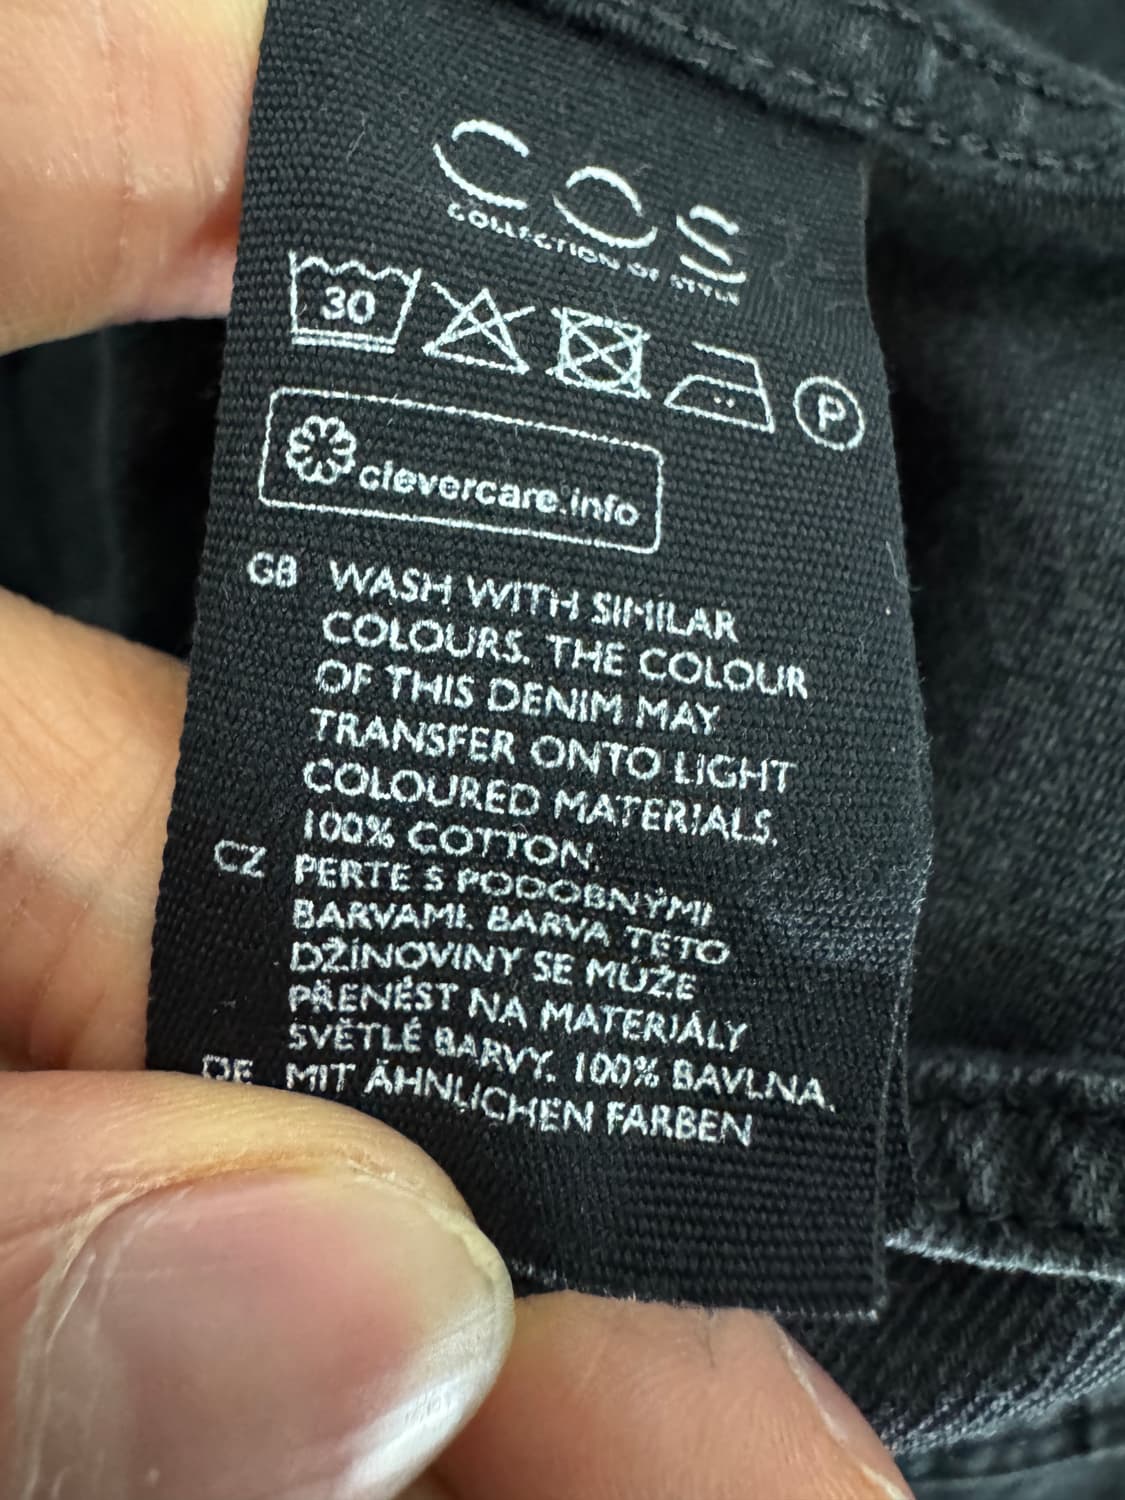 COS
COLLECTION OF STYLE
30
P
clevercare.info
GB WASH WITH SIMILAR
COLOURS. THE COLOUR
OF THIS DENIM MAY
TRANSFER ONTO LIGHT
COLOURED MATERIALS.
100% COTTON.
CZ PERTE S PODOBNÝMI
BARVAMI. BARVA TÉTO
DŽÍNOVINY SE MŮŽE
PŘENÉST NA MATERIÁLY
SVĚTLÉ BARVY. 100% BAVLNA.
DE MIT ÄHNLICHEN FARBEN